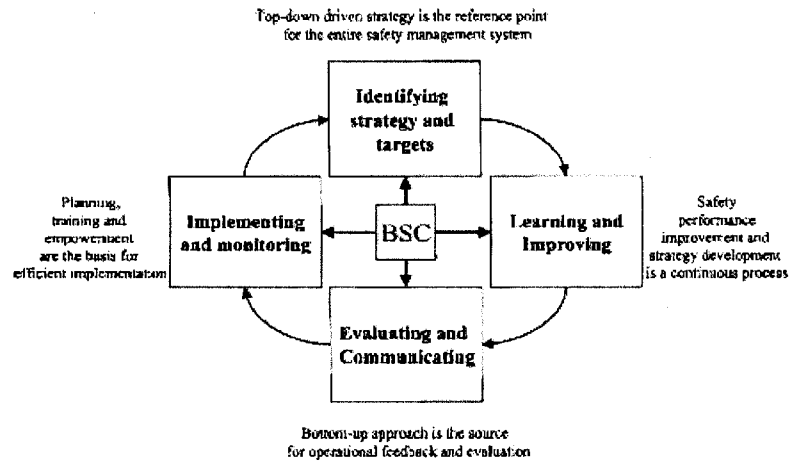 Top-down driven strategy is the reference point
for the entire safety management system
Identifying
strategy and
targets
Planning,
training and
empowerment
are the basis for
efficient implementation
Implementing
and monitoring
BSC
Learning and
Improving
Safety
performance
improvement and
strategy development
is a continuous process
Evaluating and
Communicating
Bottom-up approach is the source
for operational feedback and evaluation